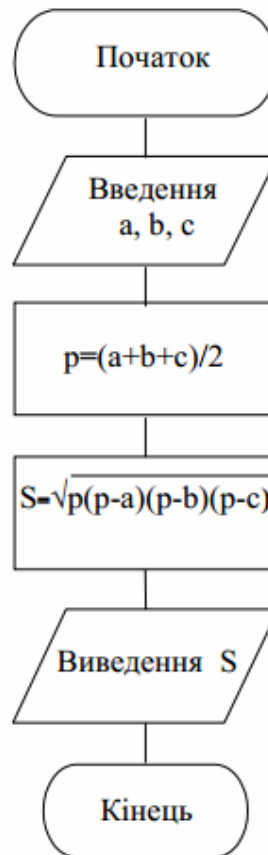 Початок
Введення
a, b, c
p=(a+b+c)/2
S=√p(p-a)(p-b)(p-c)
Виведення S
Кінець